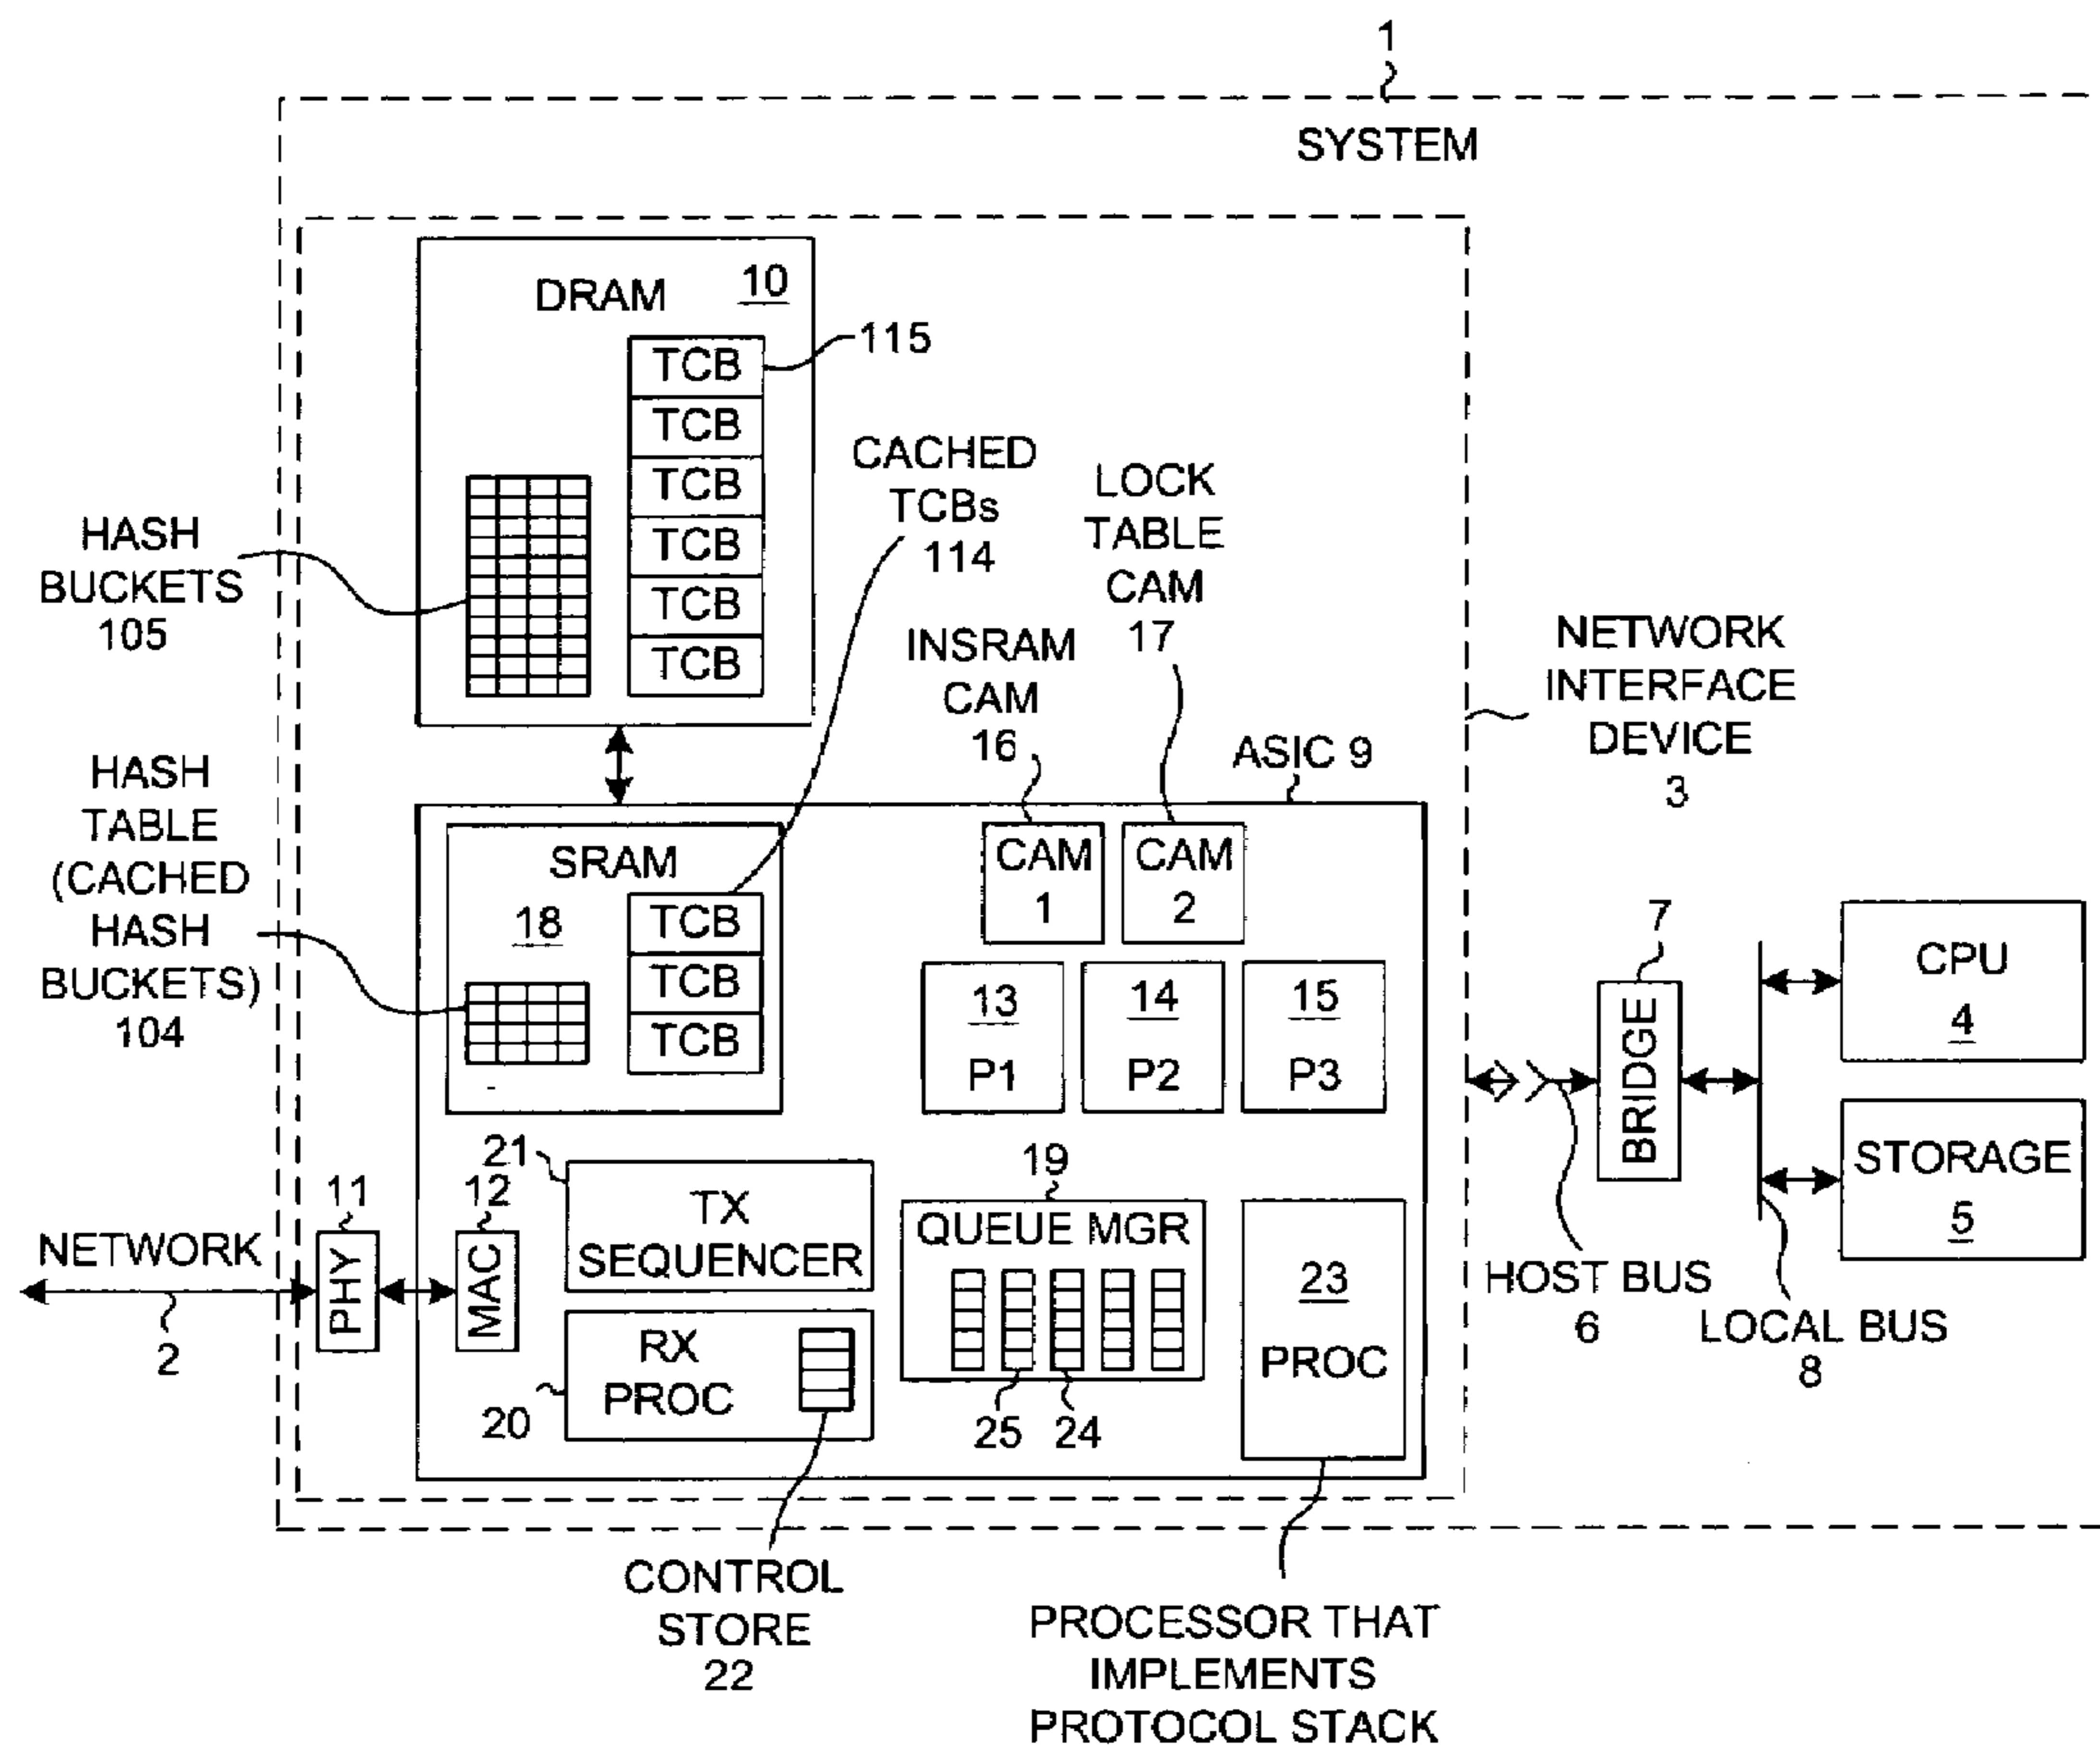 1
SYSTEM
DRAM
10
TCB
TCB
TCB
TCB
TCB
TCB
115
HASH
BUCKETS
105
CACHED
TCBs
114
LOCK
TABLE
CAM
17
INSRAM
CAM
16
NETWORK
INTERFACE
DEVICE
3
ASIC 9
HASH
TABLE
(CACHED
HASH
BUCKETS)
104
SRAM
18
TCB
TCB
TCB
CAM
1
CAM
2
13
P1
14
P2
15
P3
7
BRIDGE
CPU
4
STORAGE
5
HOST BUS
6
LOCAL BUS
8
NETWORK
2
11
PHY
12
MAC
21
TX
SEQUENCER
RX
PROC
20
19
QUEUE MGR
25
24
23
PROC
CONTROL
STORE
22
PROCESSOR THAT
IMPLEMENTS
PROTOCOL STACK